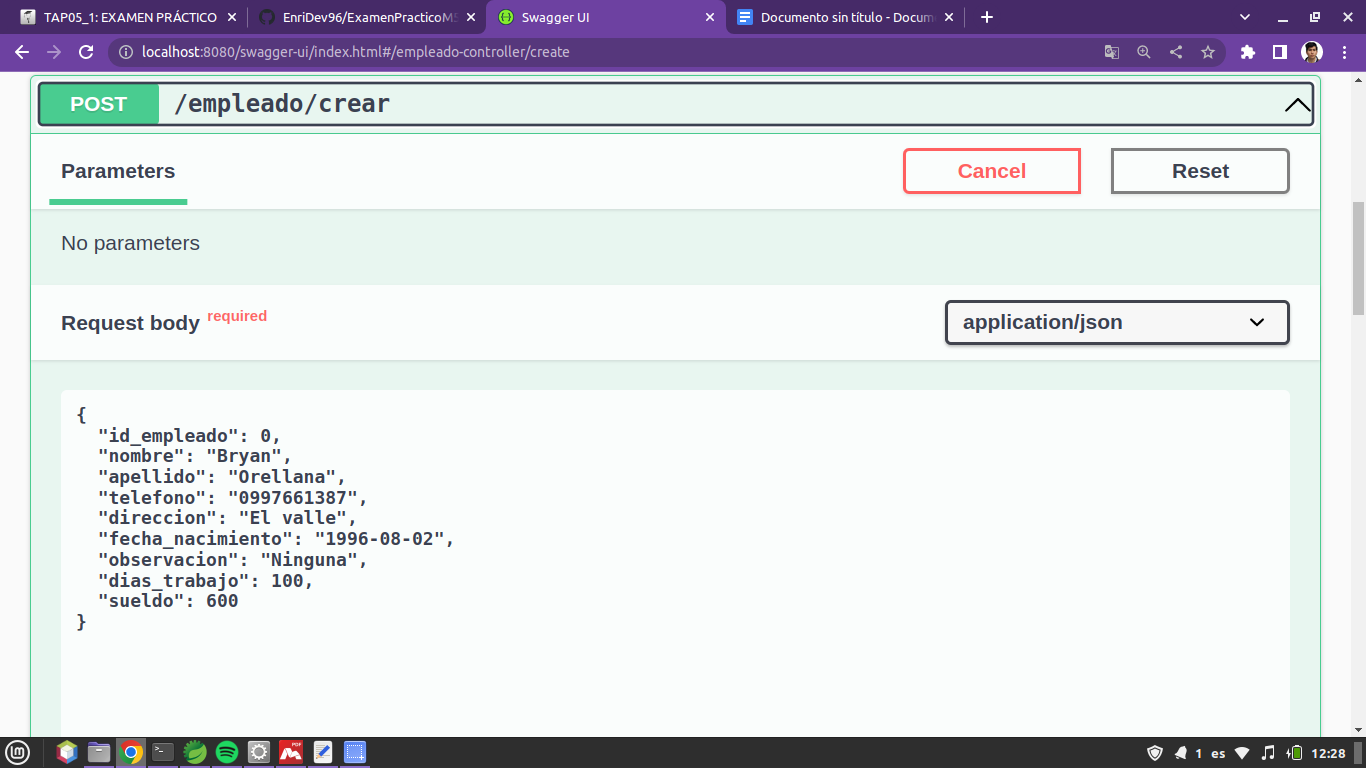 TAP05_1: EXAMEN PRÁCTICO
EnriDev96/ExamenPracticoMS
Swagger UI
Documento sin título - Docum
localhost:8080/swagger-ui/index.html#/empleado-controller/create
POST /empleado/crear
Parameters
Cancel
Reset
No parameters
Request body required
application/json
{
"id_empleado": 0,
"nombre": "Bryan",
"apellido": "Orellana",
"telefono": "0997661387",
"direccion": "El valle",
"fecha_nacimiento": "1996-08-02",
"observacion": "Ninguna",
"dias_trabajo": 100,
"sueldo": 600
}
1 es 12:28